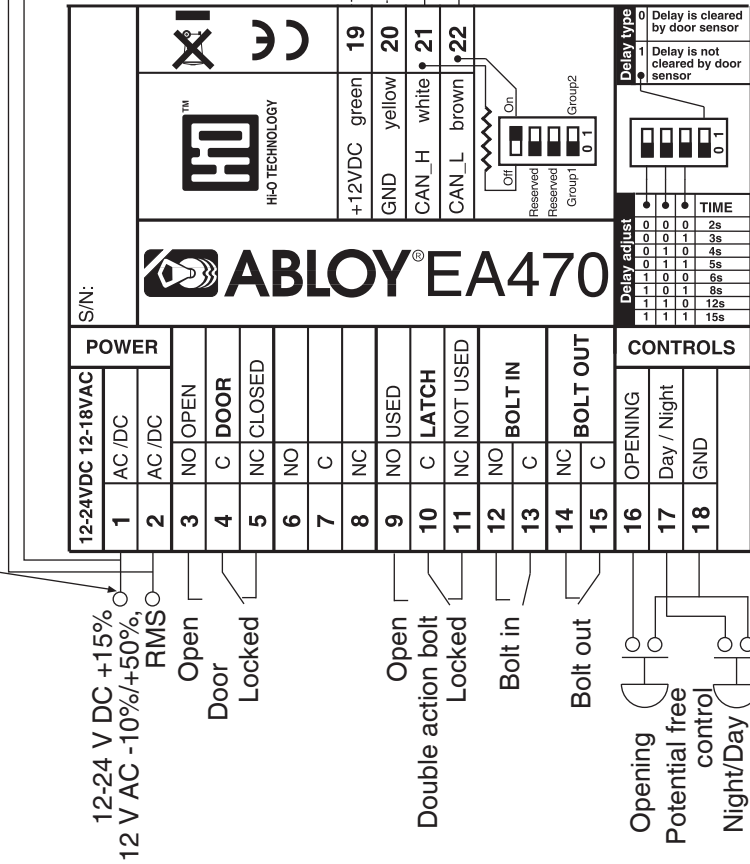 Hi-O TECHNOLOGY
TM
19
20
21
22
+12VDC green
GND yellow
CAN_H white
CAN_L brown
On
Off
Reserved
Reserved
Group1
Group2
0 1
Delay type
0 Delay is cleared by door sensor
1 Delay is not cleared by door sensor
0 1
Delay adjust
TIME
0 0 0 2s
0 0 1 3s
0 1 0 4s
0 1 1 5s
1 0 0 6s
1 0 1 8s
1 1 0 12s
1 1 1 15s
S/N:
ABLOY® EA470
POWER
12-24VDC 12-18VAC
1 AC /DC
2 AC /DC
DOOR
3 NO OPEN
4 C
5 NC CLOSED
6 NO
7 C
8 NC
LATCH
9 NO USED
10 C
11 NC NOT USED
BOLT IN
12 NO
13 C
BOLT OUT
14 NC
15 C
CONTROLS
16 OPENING
17 Day / Night
18 GND
12-24 V DC +15%
12 V AC -10%/+50%,
RMS
Open
Door
Locked
Open
Double action bolt
Locked
Bolt in
Bolt out
Opening
Potential free
control
Night/Day